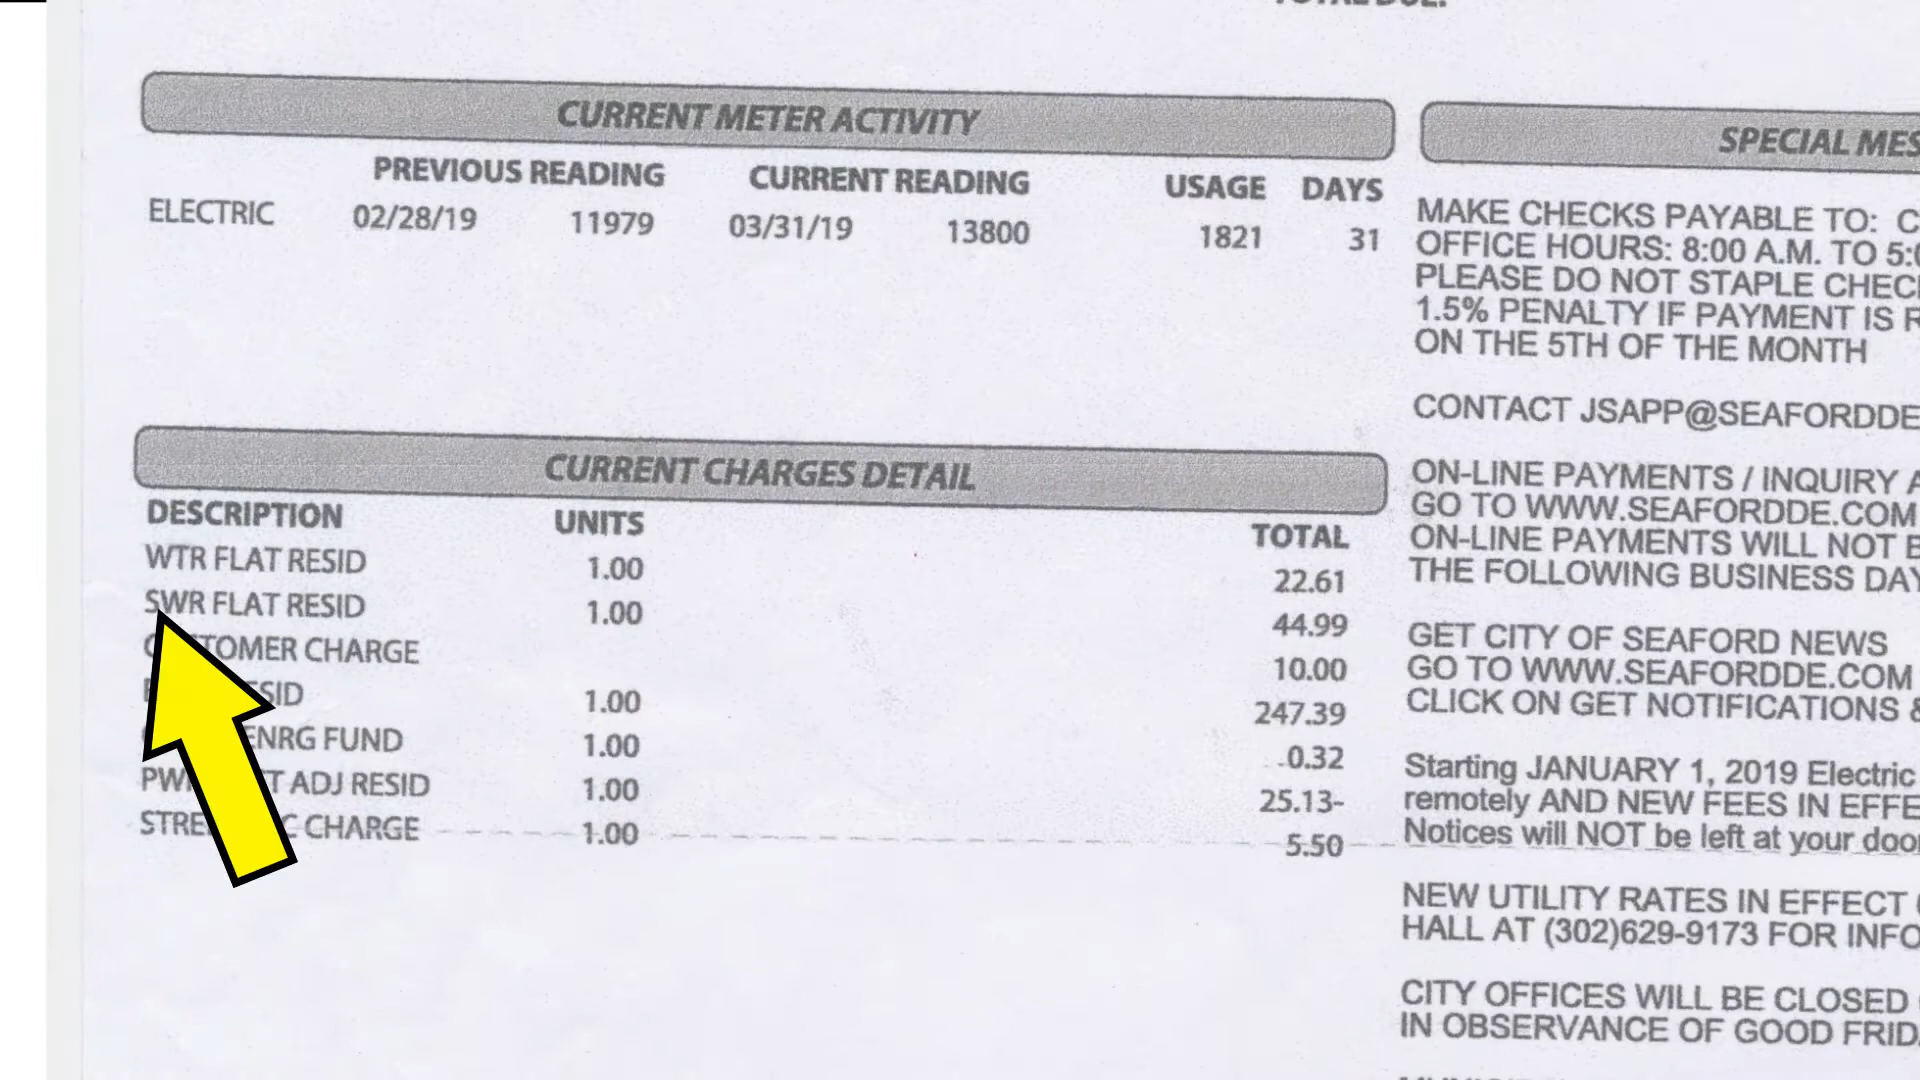 CURRENT METER ACTIVITY
PREVIOUS READING CURRENT READING USAGE DAYS
ELECTRIC 02/28/19 11979 03/31/19 13800 1821 31
CURRENT CHARGES DETAIL
DESCRIPTION UNITS TOTAL
WTR FLAT RESID 1.00 22.61
SWR FLAT RESID 1.00 44.99
CUSTOMER CHARGE 10.00
RESID 1.00 247.39
ENRG FUND 1.00 0.32
ADJ RESID 1.00 25.13-
CHARGE 1.00 5.50
SPECIAL
MAKE CHECKS PAYABLE TO:
OFFICE HOURS: 8:00 A.M. TO
PLEASE DO NOT STAPLE
1.5% PENALTY IF PAYMENT IS
ON THE 5TH OF THE MONTH
CONTACT JSAPP@SEAFORDDE
ON-LINE PAYMENTS / INQUIRY
GO TO WWW.SEAFORDDE.COM
ON-LINE PAYMENTS WILL NOT
THE FOLLOWING BUSINESS DAY
GET CITY OF SEAFORD NEWS
GO TO WWW.SEAFORDDE.COM
CLICK ON GET NOTIFICATIONS &
Starting JANUARY 1, 2019 Electric
remotely AND NEW FEES IN
Notices will NOT be left at your
NEW UTILITY RATES IN EFFECT
HALL AT (302)629-9173 FOR
CITY OFFICES WILL BE CLOSED
IN OBSERVANCE OF GOOD